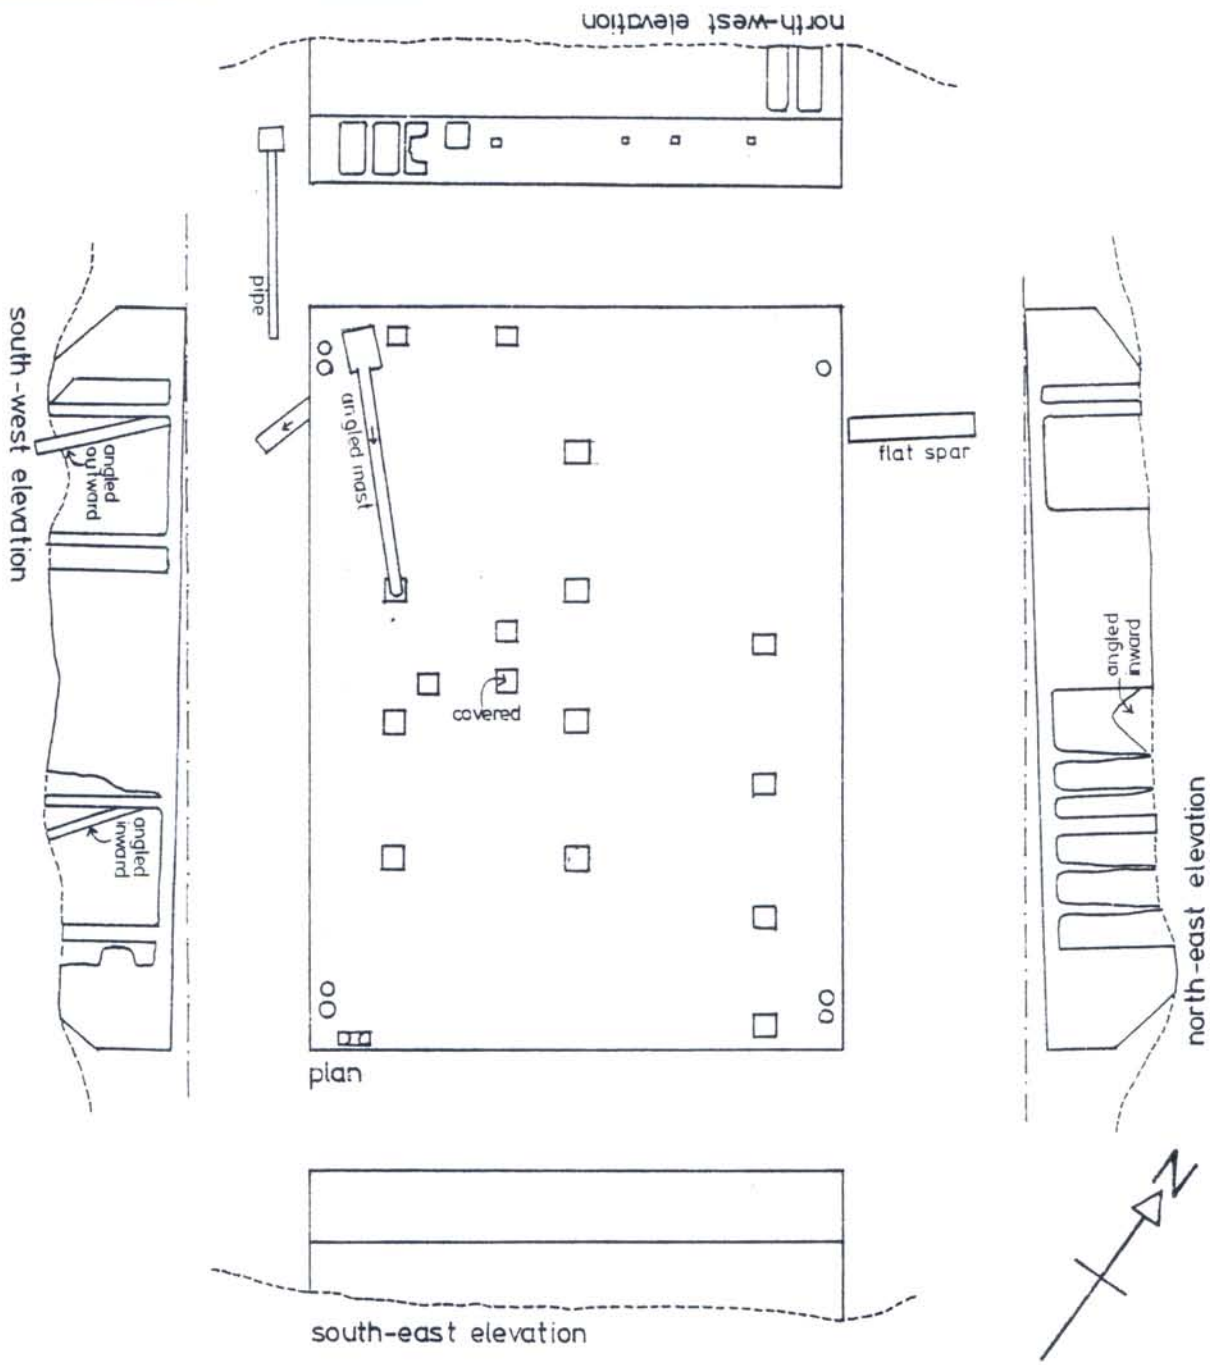 north-west elevation
pipe
south-west elevation
angled
outward
angled mast
flat spar
covered
angled
inward
angled
inward
north-east elevation
plan
N
south-east elevation